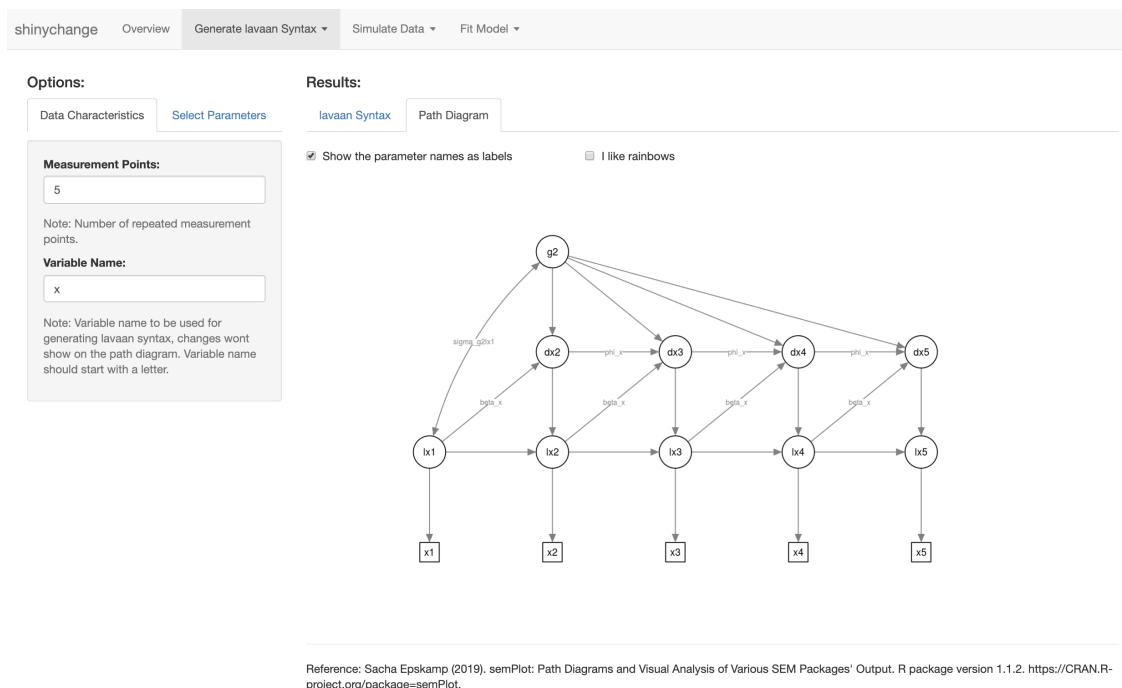 shinychange Overview Generate lavaan Syntax Simulate Data Fit Model
Options:
Data Characteristics Select Parameters
Measurement Points:
5
Note: Number of repeated measurement
points.
Variable Name:
x
Note: Variable name to be used for
generating lavaan syntax, changes wont
show on the path diagram. Variable name
should start with a letter.
Results:
lavaan Syntax Path Diagram
Show the parameter names as labels I like rainbows
g2
sigma_g2lx1
dx2 phi_x dx3 phi_x dx4 phi_x dx5
beta_x beta_x beta_x beta_x
lx1 lx2 lx3 lx4 lx5
x1 x2 x3 x4 x5
Reference: Sacha Epskamp (2019). semPlot: Path Diagrams and Visual Analysis of Various SEM Packages' Output. R package version 1.1.2. https://CRAN.R-
project.org/package=semPlot.